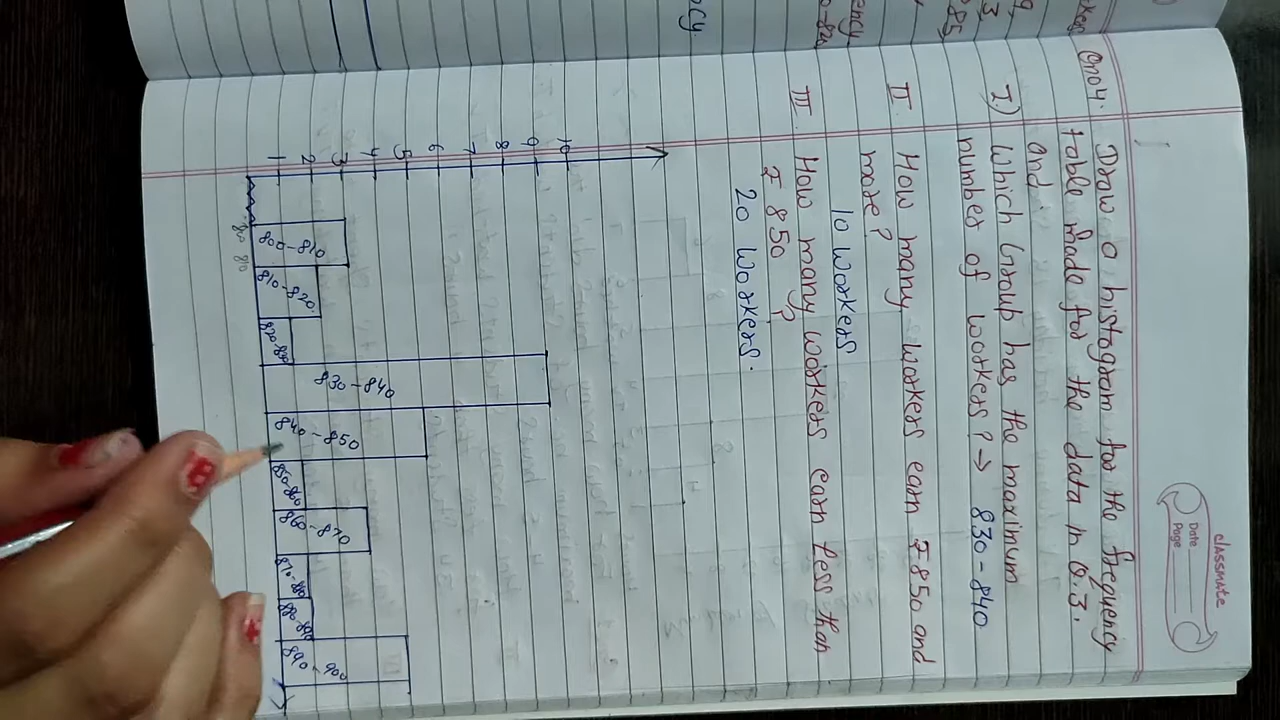 classmate
Date
Page
Qno4. Draw a histogram for the frequency
table made for the data in Q.3.
and.
I) Which Group has the maximum
number of workers? → 830-840
II How many workers earn ₹850 and
more?
10 workers
III How many workers earn less than
₹ 850?
20 workers.
10
9
8
7
6
5
4
3
2
1
800-810
810-820
820-830
830-840
840-850
850-860
860-870
870-880
880-890
890-900
800 810